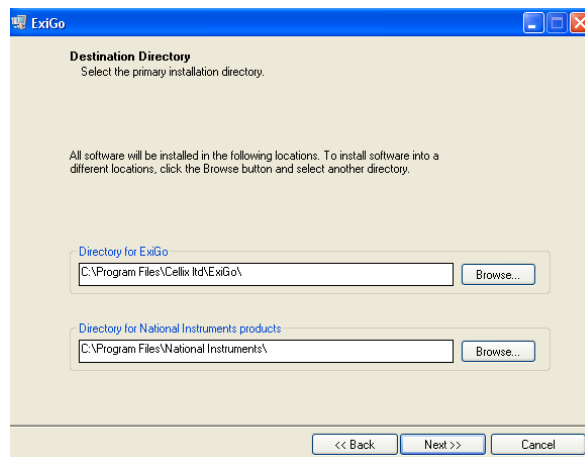 ExiGo
Destination Directory
Select the primary installation directory.
All software will be installed in the following locations. To install software into a
different locations, click the Browse button and select another directory.
Directory for ExiGo
C:\Program Files\Cellix ltd\ExiGo\
Browse...
Directory for National Instruments products
C:\Program Files\National Instruments\
Browse...
<< Back
Next >>
Cancel